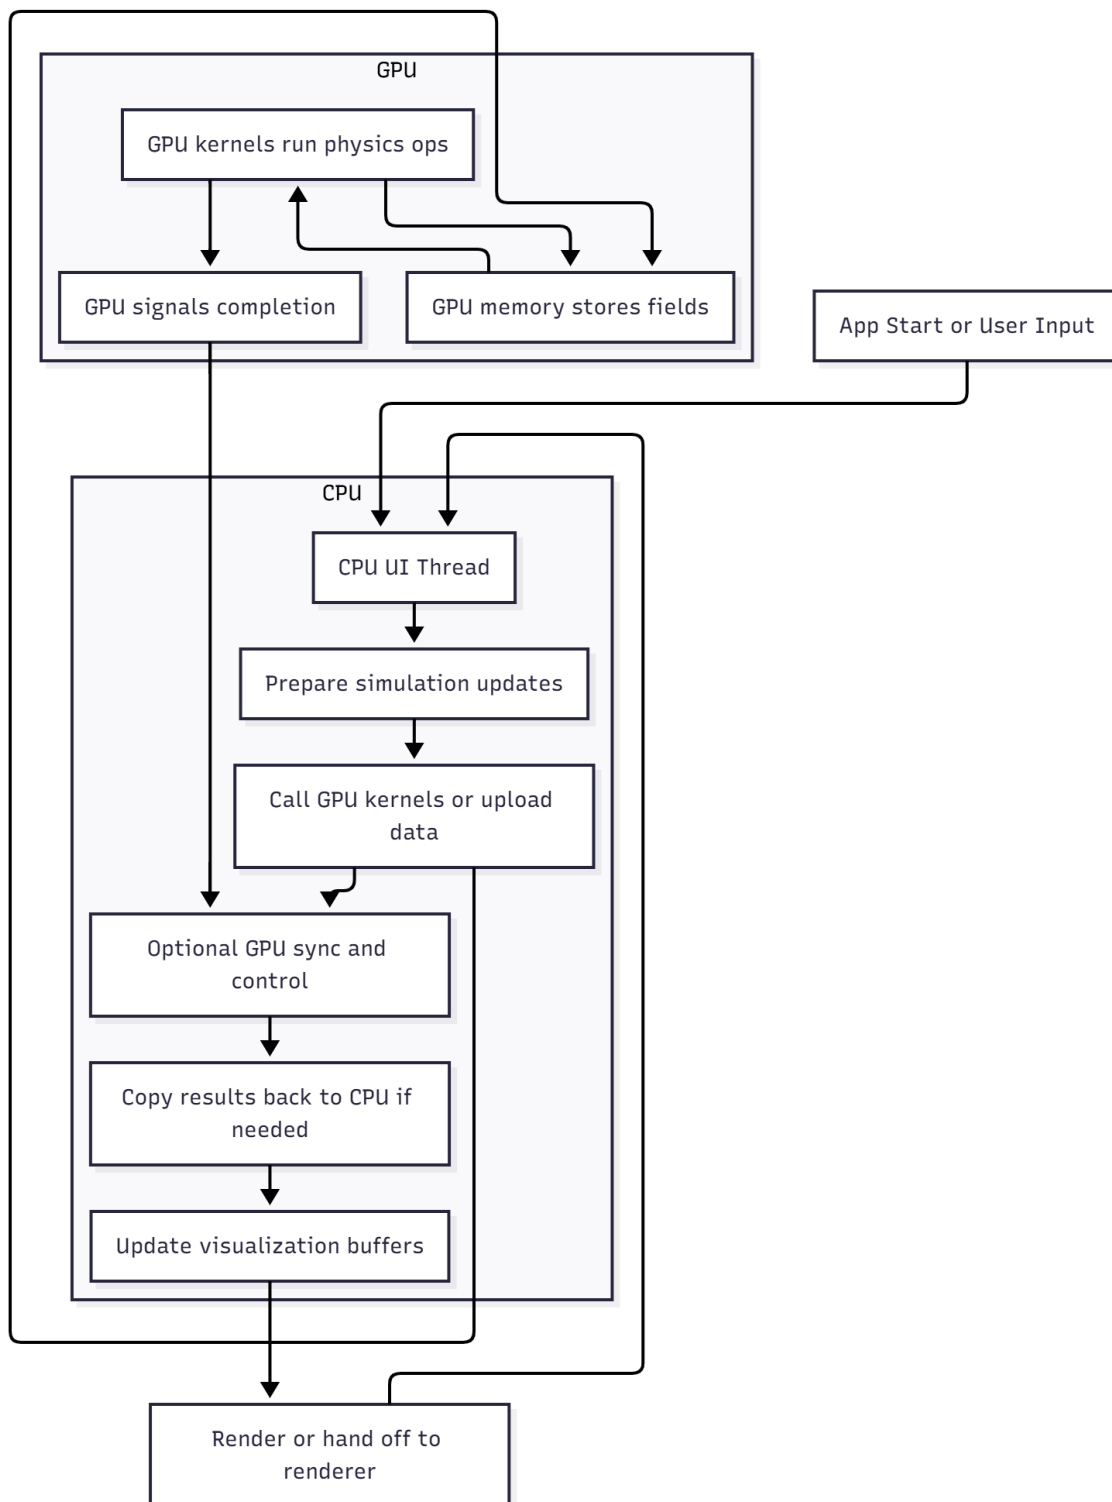 GPU
GPU kernels run physics ops
GPU signals completion
GPU memory stores fields
App Start or User Input
CPU
CPU UI Thread
Prepare simulation updates
Call GPU kernels or upload
data
Optional GPU sync and
control
Copy results back to CPU if
needed
Update visualization buffers
Render or hand off to
renderer